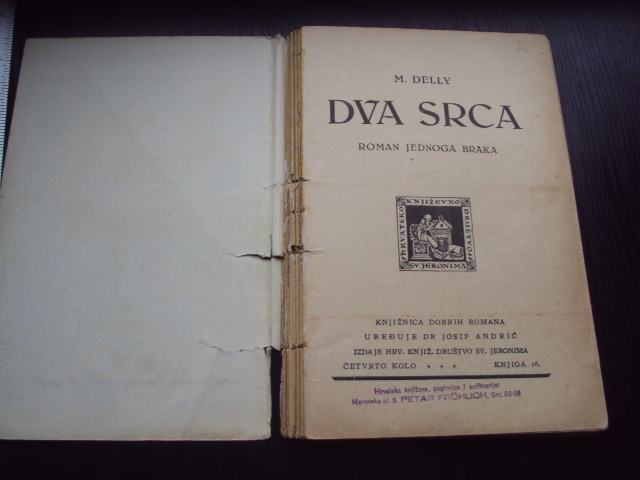 M. DELLY
DVA SRCA
ROMAN JEDNOGA BRAKA
HRVATSKO KNJIŽEVNO DRUŠTVO SV. JERONIMA
KNJIŽNICA DOBRIH ROMANA
UREĐUJE DR JOSIP ANDRIĆ
IZDAJE HRV. KNJIŽ. DRUŠTVO SV. JERONIMA
ČETVRTO KOLO * * * KNJIGA 16.
Hrvatska knjižara, papirnica i antikvarijat
PETAR FRÖHLICH,